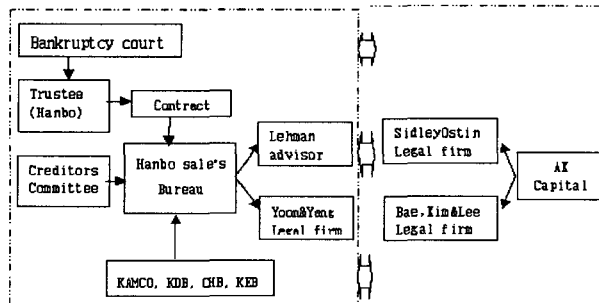 Bankruptcy court
Trustee
(Hanbo)
Contract
Creditors
Committee
Hanbo sale's
Bureau
Lehman
advisor
Yoon&Yang
Legal firm
KAMCO, KDB, CHB, KEB
SidleyOstin
Legal firm
Bae,Kim&Lee
Legal firm
AK
Capital